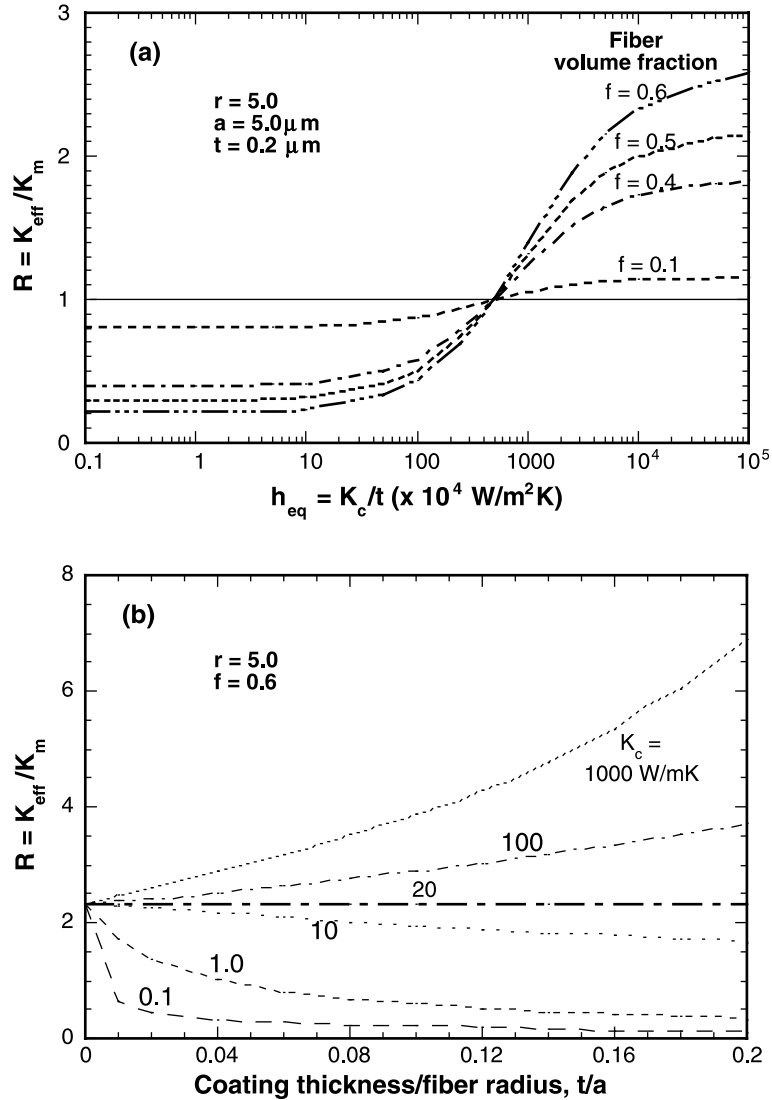 (a)
Fiber
volume fraction
r = 5.0
a = 5.0 μm
t = 0.2 μm
f = 0.6
f = 0.5
f = 0.4
f = 0.1
3
2
1
0
R = K_eff /K_m
0.1 1 10 100 1000 10^4 10^5
h_eq = K_c/t (x 10^4 W/m^2K)
(b)
r = 5.0
f = 0.6
K_c =
1000 W/mK
100
20
10
1.0
0.1
8
6
4
2
0
R = K_eff/K_m
0 0.04 0.08 0.12 0.16 0.2
Coating thickness/fiber radius, t/a